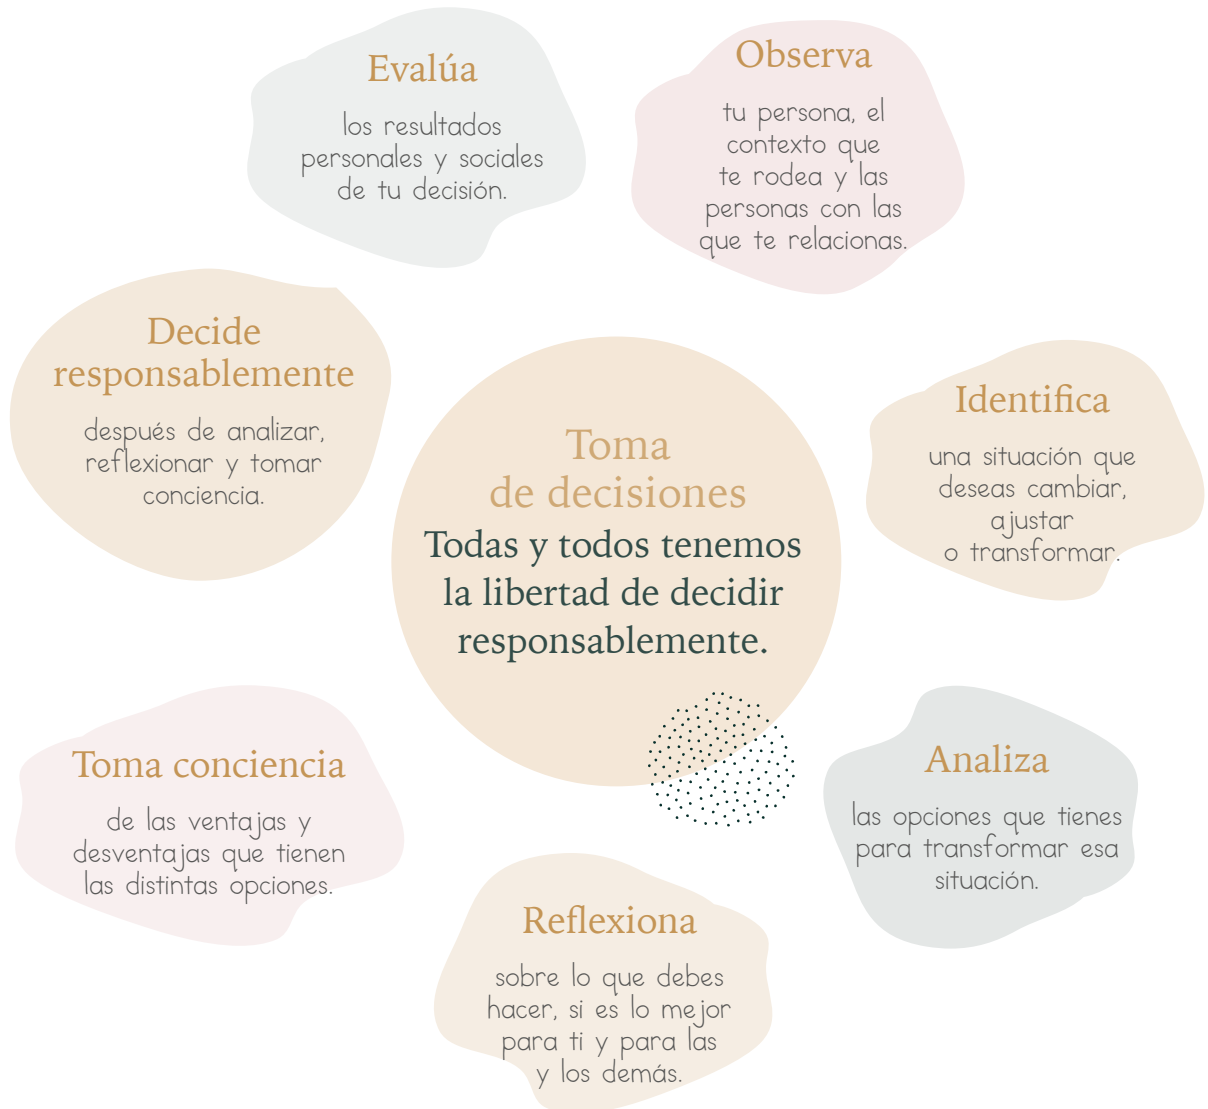 Evalúa
los resultados
personales y sociales
de tu decisión.
Observa
tu persona, el
contexto que
te rodea y las
personas con las
que te relacionas.
Decide
responsablemente
después de analizar,
reflexionar y tomar
conciencia.
Toma
de decisiones
Todas y todos tenemos
la libertad de decidir
responsablemente.
Identifica
una situación que
deseas cambiar,
ajustar
o transformar.
Toma conciencia
de las ventajas y
desventajas que tienen
las distintas opciones.
Analiza
las opciones que tienes
para transformar esa
situación.
Reflexiona
sobre lo que debes
hacer, si es lo mejor
para ti y para las
y los demás.